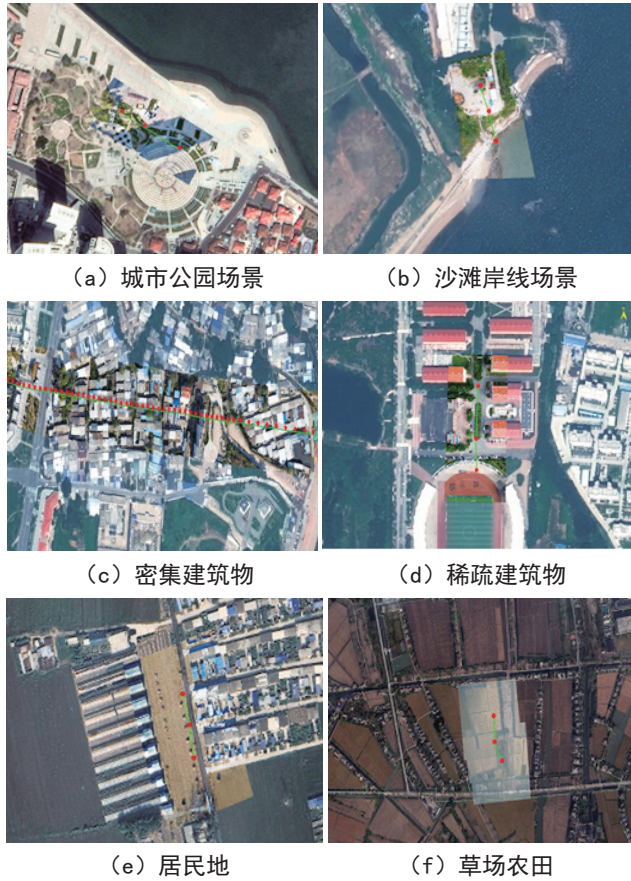 (a) 城市公园场景
(b) 沙滩岸线场景
(c) 密集建筑物
(d) 稀疏建筑物
(e) 居民地
(f) 草场农田